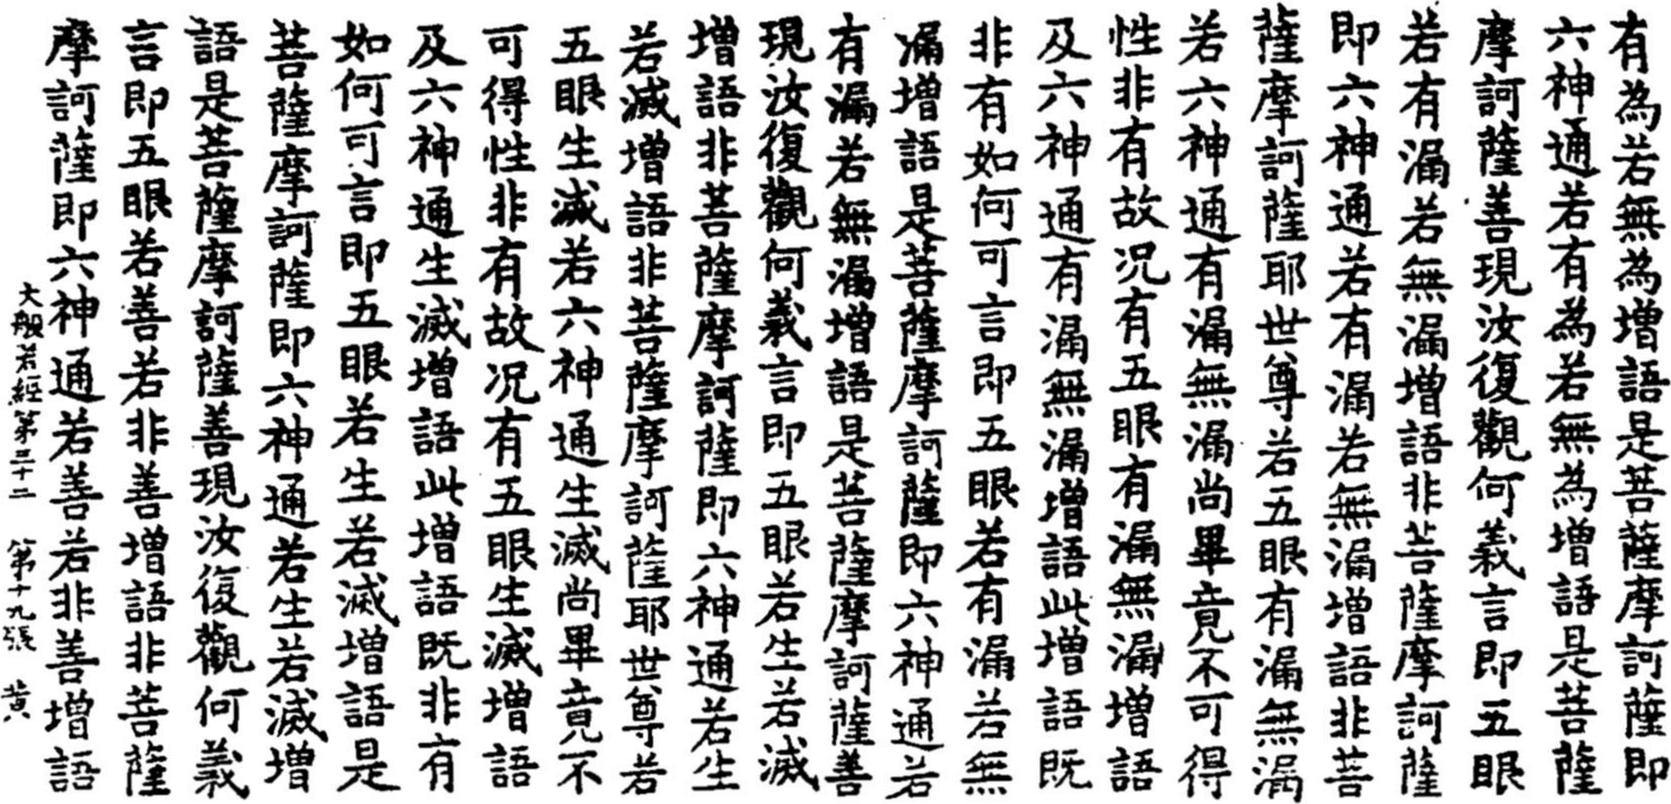 有為若無為增語是菩薩摩訶薩即
六神通若有為若無為增語是菩薩
摩訶薩善現汝復觀何義言即五眼
若有漏若無漏增語非菩薩摩訶薩
即六神通若有漏若無漏增語非菩
薩摩訶薩耶世尊若五眼有漏無漏
若六神通有漏無漏尚畢竟不可得
性非有故況有五眼有漏無漏增語
及六神通有漏無漏增語此增語既
非有如何可言即五眼若有漏若無
漏增語是菩薩摩訶薩即六神通若
有漏若無漏增語是菩薩摩訶薩善
現汝復觀何義言即五眼若生若滅
增語非菩薩摩訶薩即六神通若生
若滅增語非菩薩摩訶薩耶世尊若
五眼生滅若六神通生滅尚畢竟不
可得性非有故況有五眼生滅增語
及六神通生滅增語此增語既非有
如何可言即五眼若生若滅增語是
菩薩摩訶薩即六神通若生若滅增
語是菩薩摩訶薩善現汝復觀何義
言即五眼若善若非善增語非菩薩
摩訶薩即六神通若善若非善增語
大般若經第三十二 第十九張 黄